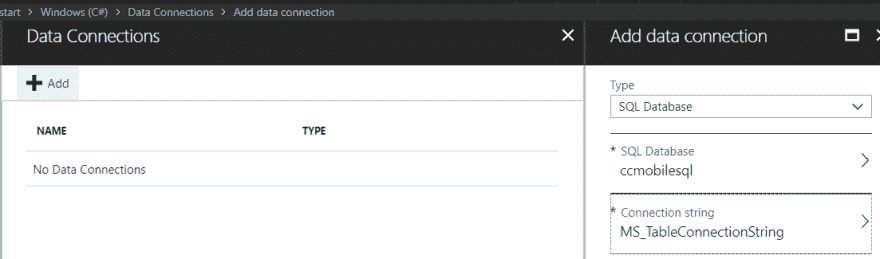 start > Windows (C#) > Data Connections > Add data connection
Data Connections
Add
NAME TYPE
No Data Connections
Add data connection
Type
SQL Database
* SQL Database
ccmobilesql
* Connection string
MS_TableConnectionString